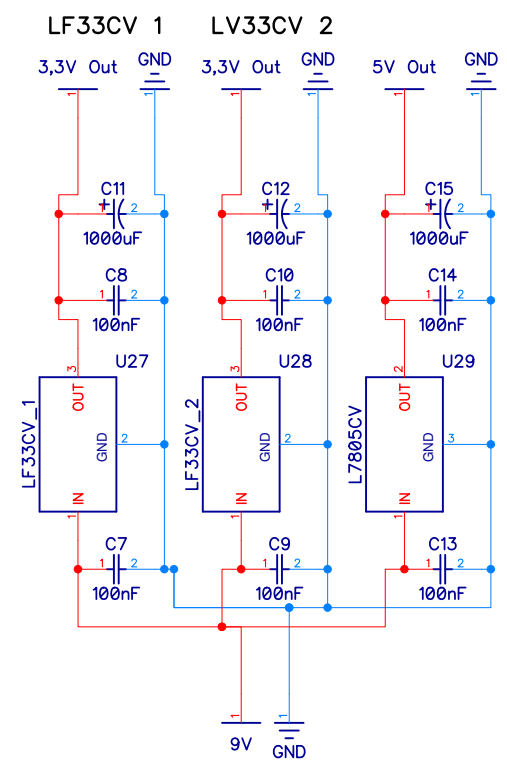 LF33CV 1 LV33CV 2
3,3V Out GND 3,3V Out GND 5V Out GND
1 1 1 1 1 1
C11 C12 C15
+ 1 2 + 1 2 + 1 2
1000uF 1000uF 1000uF
C8 C10 C14
1 2 1 2 1 2
100nF 100nF 100nF
U27 U28 U29
3 3 2
OUT OUT OUT
LF33CV_1 GND 2 LF33CV_2 GND 2 L7805CV GND 3
IN IN IN
1 1 1
C7 C9 C13
1 2 1 2 1 2
100nF 100nF 100nF
1 1
9V GND